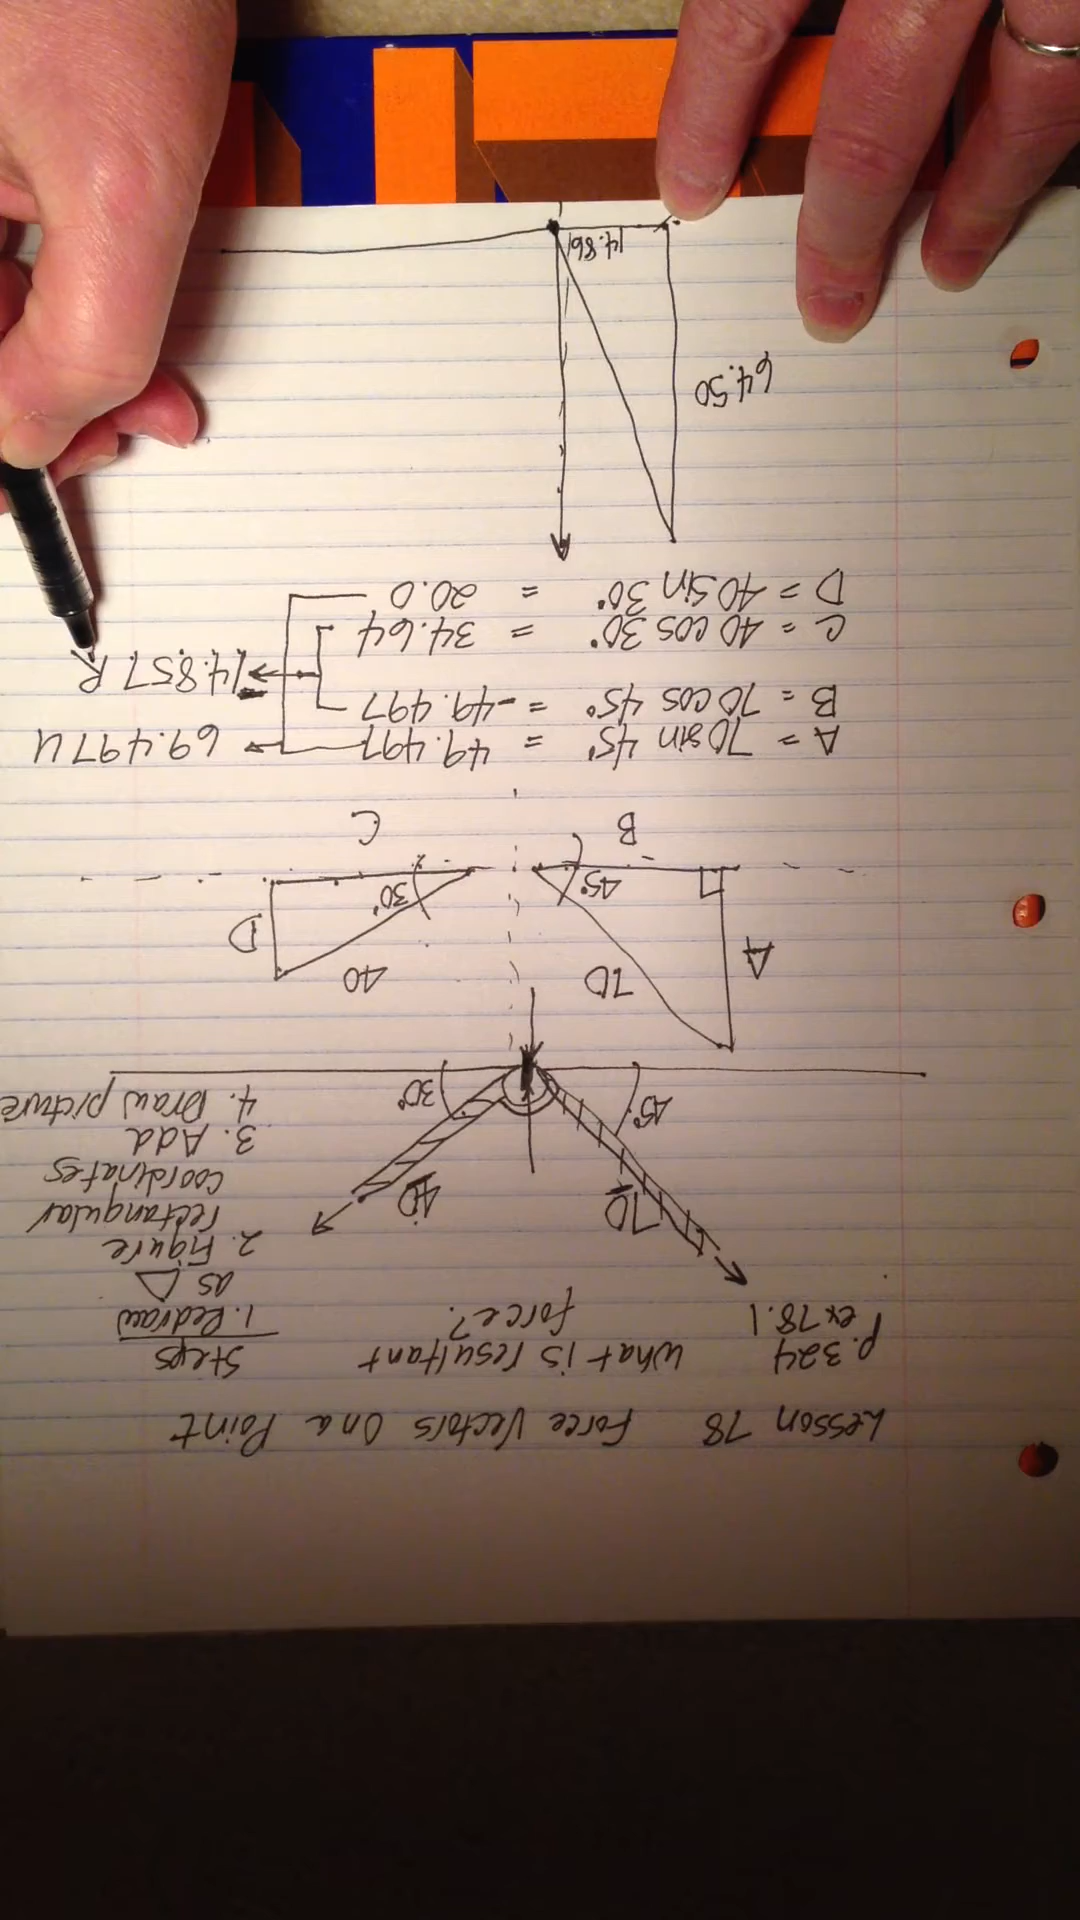 Lesson 78 Force Vectors On a Point
p.324
ex 78.1
What is resultant
force?
Steps
1. Redraw
as △
2. Figure
rectangular
coordinates
3. Add
4. Draw picture
70
40
45°
30°
A
70
45°
B
40
30°
C
D
A = 70 sin 45° = 49.497
B = 70 cos 45° = -49.497
C = 40 cos 30° = 34.64
D = 40 sin 30° = 20.0
69.497 U
14.857 R
64.50
14.86